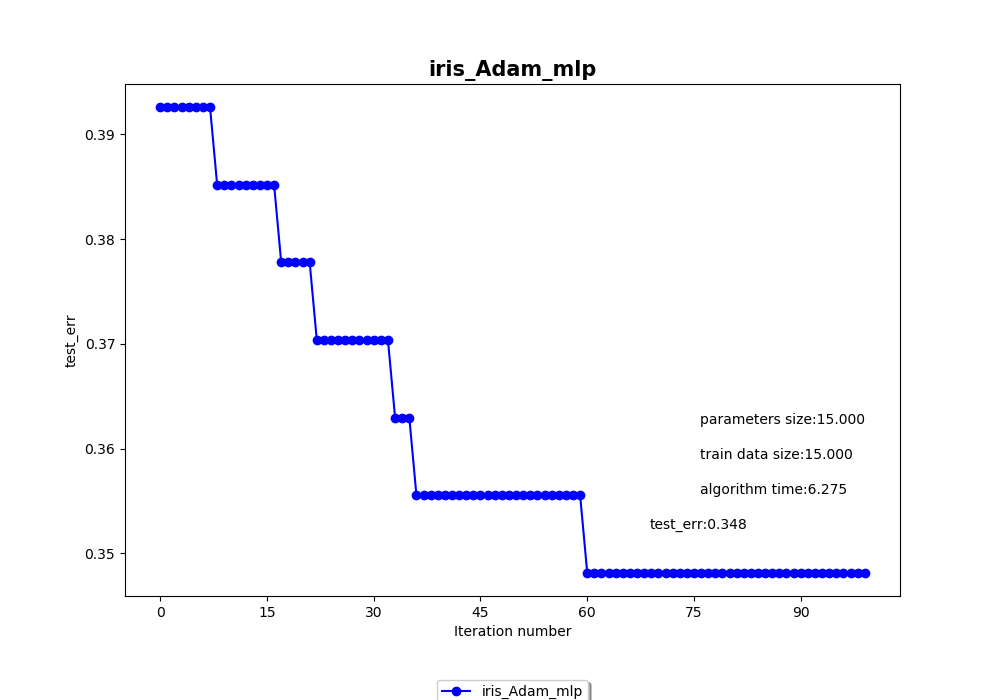 iris_Adam_mlp
0.39
0.38
0.37
0.36
0.35
test_err
parameters size:15.000
train data size:15.000
algorithm time:6.275
test_err:0.348
0 15 30 45 60 75 90
Iteration number
iris_Adam_mlp